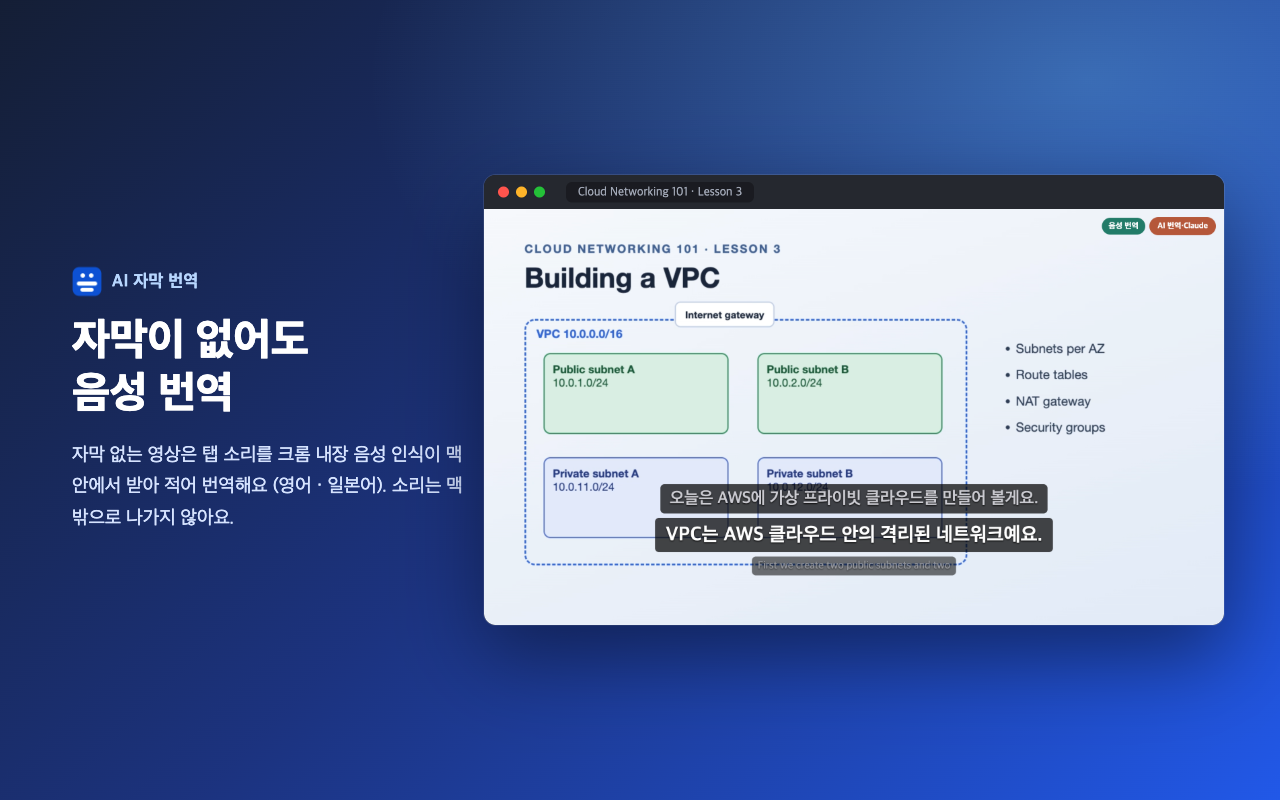 AI 자막 번역
자막이 없어도
음성 번역
자막 없는 영상은 탭 소리를 크롬 내장 음성 인식이 맥
안에서 받아 적어 번역해요 (영어 · 일본어). 소리는 맥
밖으로 나가지 않아요.
Cloud Networking 101 · Lesson 3
음성 번역
AI 번역·Claude
CLOUD NETWORKING 101 · LESSON 3
Building a VPC
Internet gateway
VPC 10.0.0.0/16
Public subnet A
10.0.1.0/24
Public subnet B
10.0.2.0/24
Private subnet A
10.0.11.0/24
Private subnet B
10.0.12.0/24
• Subnets per AZ
• Route tables
• NAT gateway
• Security groups
오늘은 AWS에 가상 프라이빗 클라우드를 만들어 볼게요.
VPC는 AWS 클라우드 안의 격리된 네트워크예요.
First we create two public subnets and two